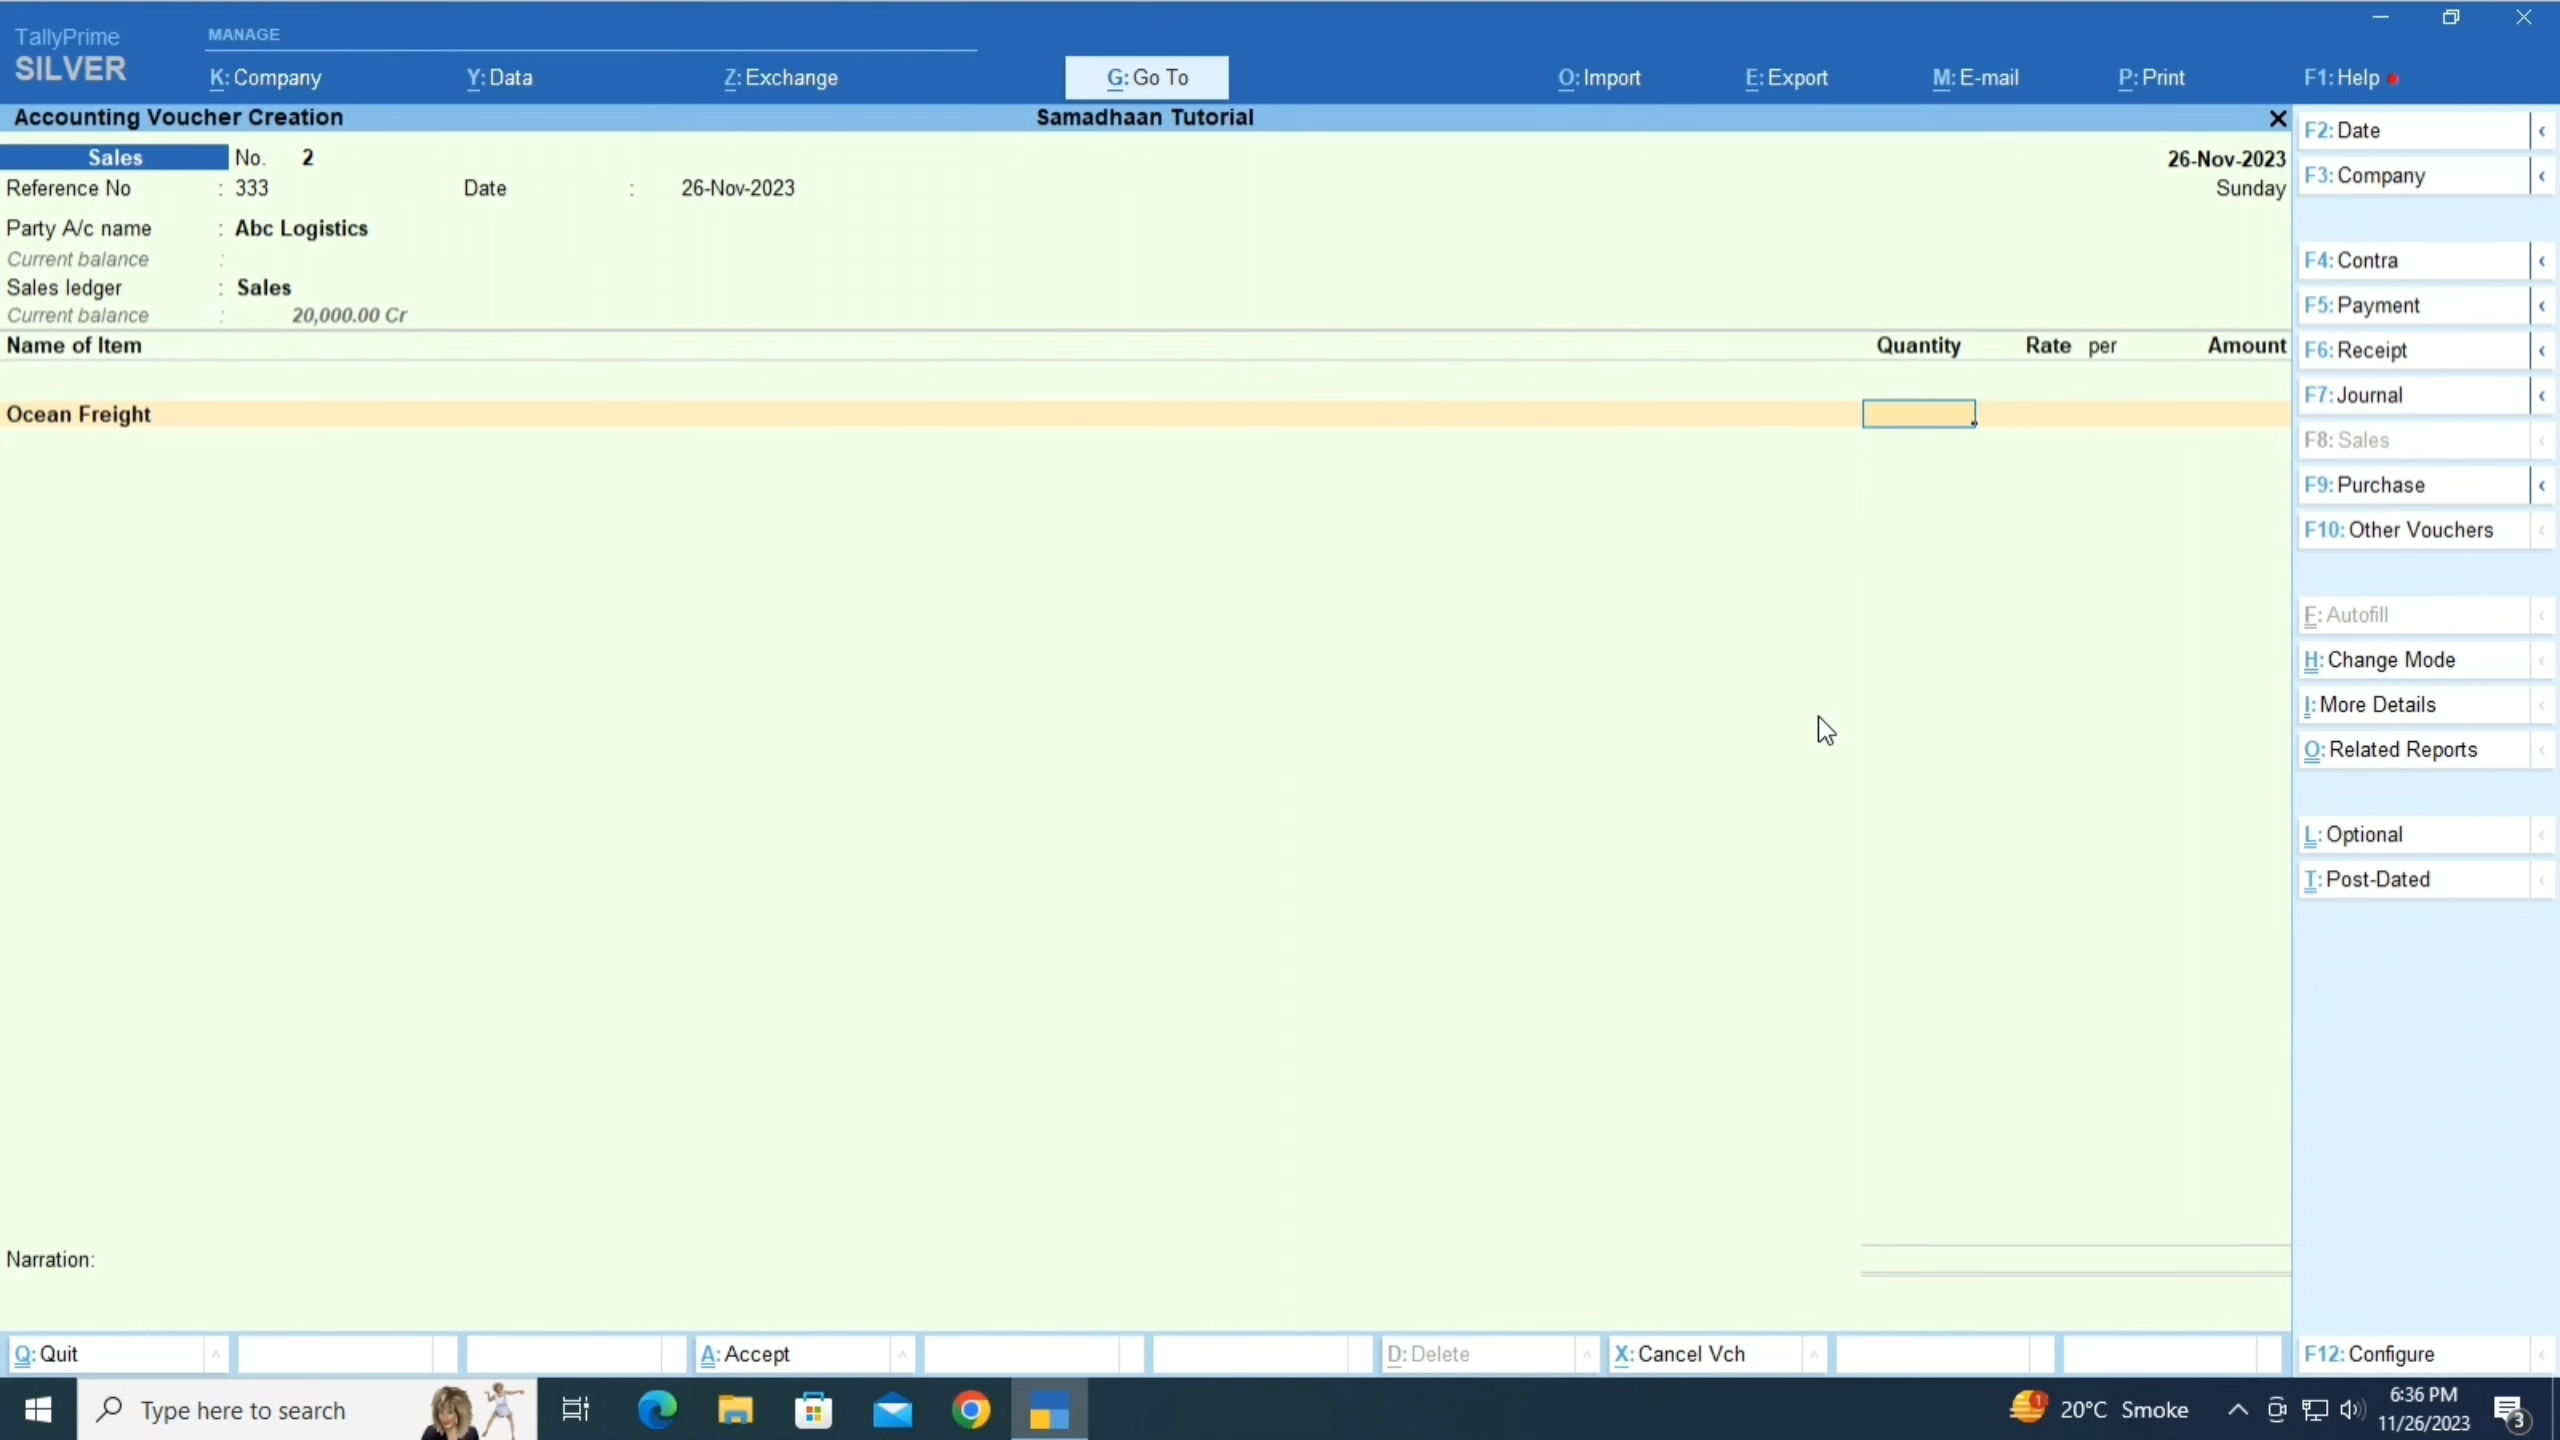 TallyPrime
SILVER
MANAGE
K: Company
Y: Data
Z: Exchange
G: Go To
O: Import
E: Export
M: E-mail
P: Print
F1: Help
Accounting Voucher Creation
Samadhaan Tutorial
Sales No. 2
26-Nov-2023
Reference No : 333 Date : 26-Nov-2023
Sunday
Party A/c name : Abc Logistics
Current balance :
Sales ledger : Sales
Current balance : 20,000.00 Cr
Name of Item Quantity Rate per Amount
Ocean Freight
Narration:
F2: Date
F3: Company
F4: Contra
F5: Payment
F6: Receipt
F7: Journal
F8: Sales
F9: Purchase
F10: Other Vouchers
F: Autofill
H: Change Mode
I: More Details
O: Related Reports
L: Optional
T: Post-Dated
F12: Configure
Q: Quit
A: Accept
D: Delete
X: Cancel Vch
Type here to search
1
20°C Smoke
6:36 PM
11/26/2023
3